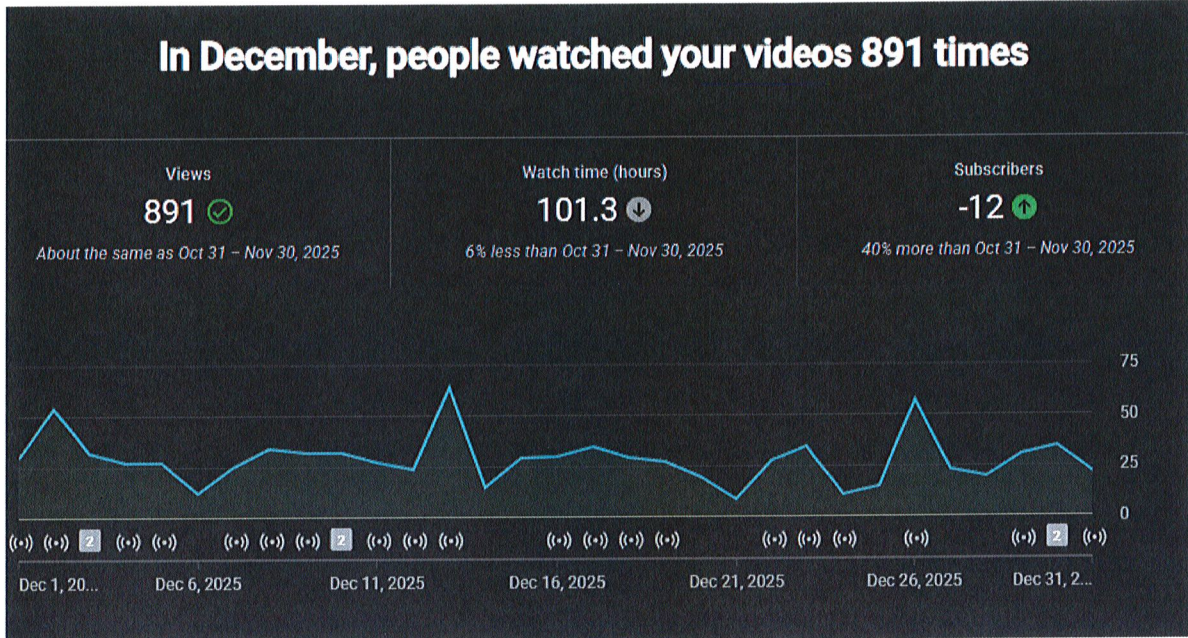 In December, people watched your videos 891 times
Views
891
About the same as Oct 31 – Nov 30, 2025
Watch time (hours)
101.3
6% less than Oct 31 – Nov 30, 2025
Subscribers
-12
40% more than Oct 31 – Nov 30, 2025
75
50
25
0
2 2 2
Dec 1, 20... Dec 6, 2025 Dec 11, 2025 Dec 16, 2025 Dec 21, 2025 Dec 26, 2025 Dec 31, 2...